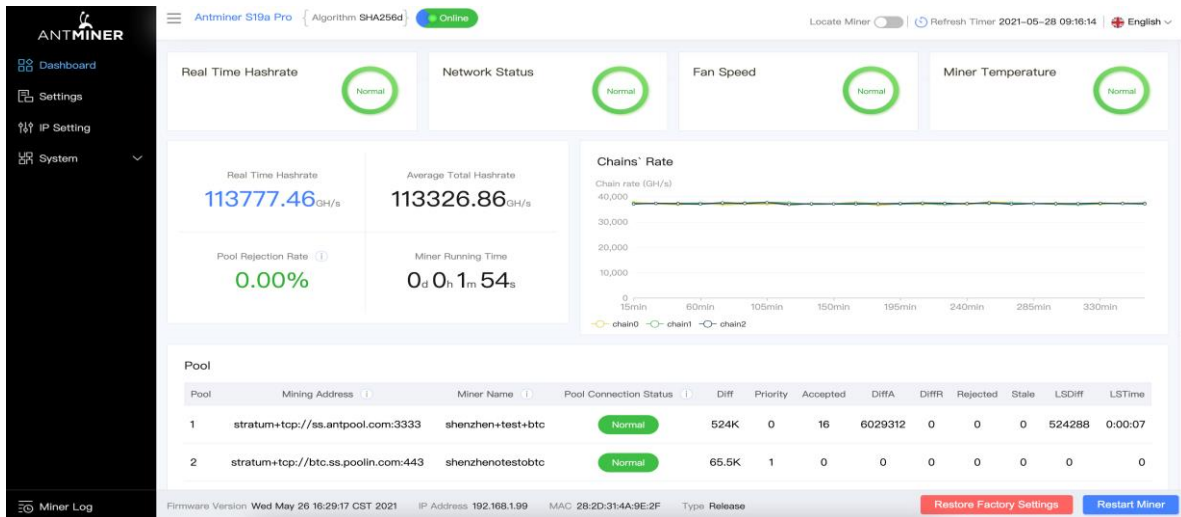 ANTMINER
Antminer S19a Pro { Algorithm SHA256d } Online Locate Miner Refresh Timer 2021-05-28 09:16:14 English
Dashboard
Settings
IP Setting
System
Real Time Hashrate Normal
Network Status Normal
Fan Speed Normal
Miner Temperature Normal
Real Time Hashrate
113777.46GH/s
Average Total Hashrate
113326.86GH/s
Pool Rejection Rate
0.00%
Miner Running Time
0d 0h 1m 54s
Chains` Rate
Chain rate (GH/s)
40,000
30,000
20,000
10,000
0
15min 60min 105min 150min 195min 240min 285min 330min
chain0 chain1 chain2
Pool
Pool Mining Address Miner Name Pool Connection Status Diff Priority Accepted DiffA DiffR Rejected Stale LSDiff LSTime
1 stratum+tcp://ss.antpool.com:3333 shenzhen+test+btc Normal 524K 0 16 6029312 0 0 0 524288 0:00:07
2 stratum+tcp://btc.ss.poolin.com:443 shenzhenotestobtc Normal 65.5K 1 0 0 0 0 0 0 0
Miner Log
Firmware Version Wed May 26 16:29:17 CST 2021 IP Address 192.168.1.99 MAC 28:2D:31:4A:9E:2F Type Release Restore Factory Settings Restart Miner